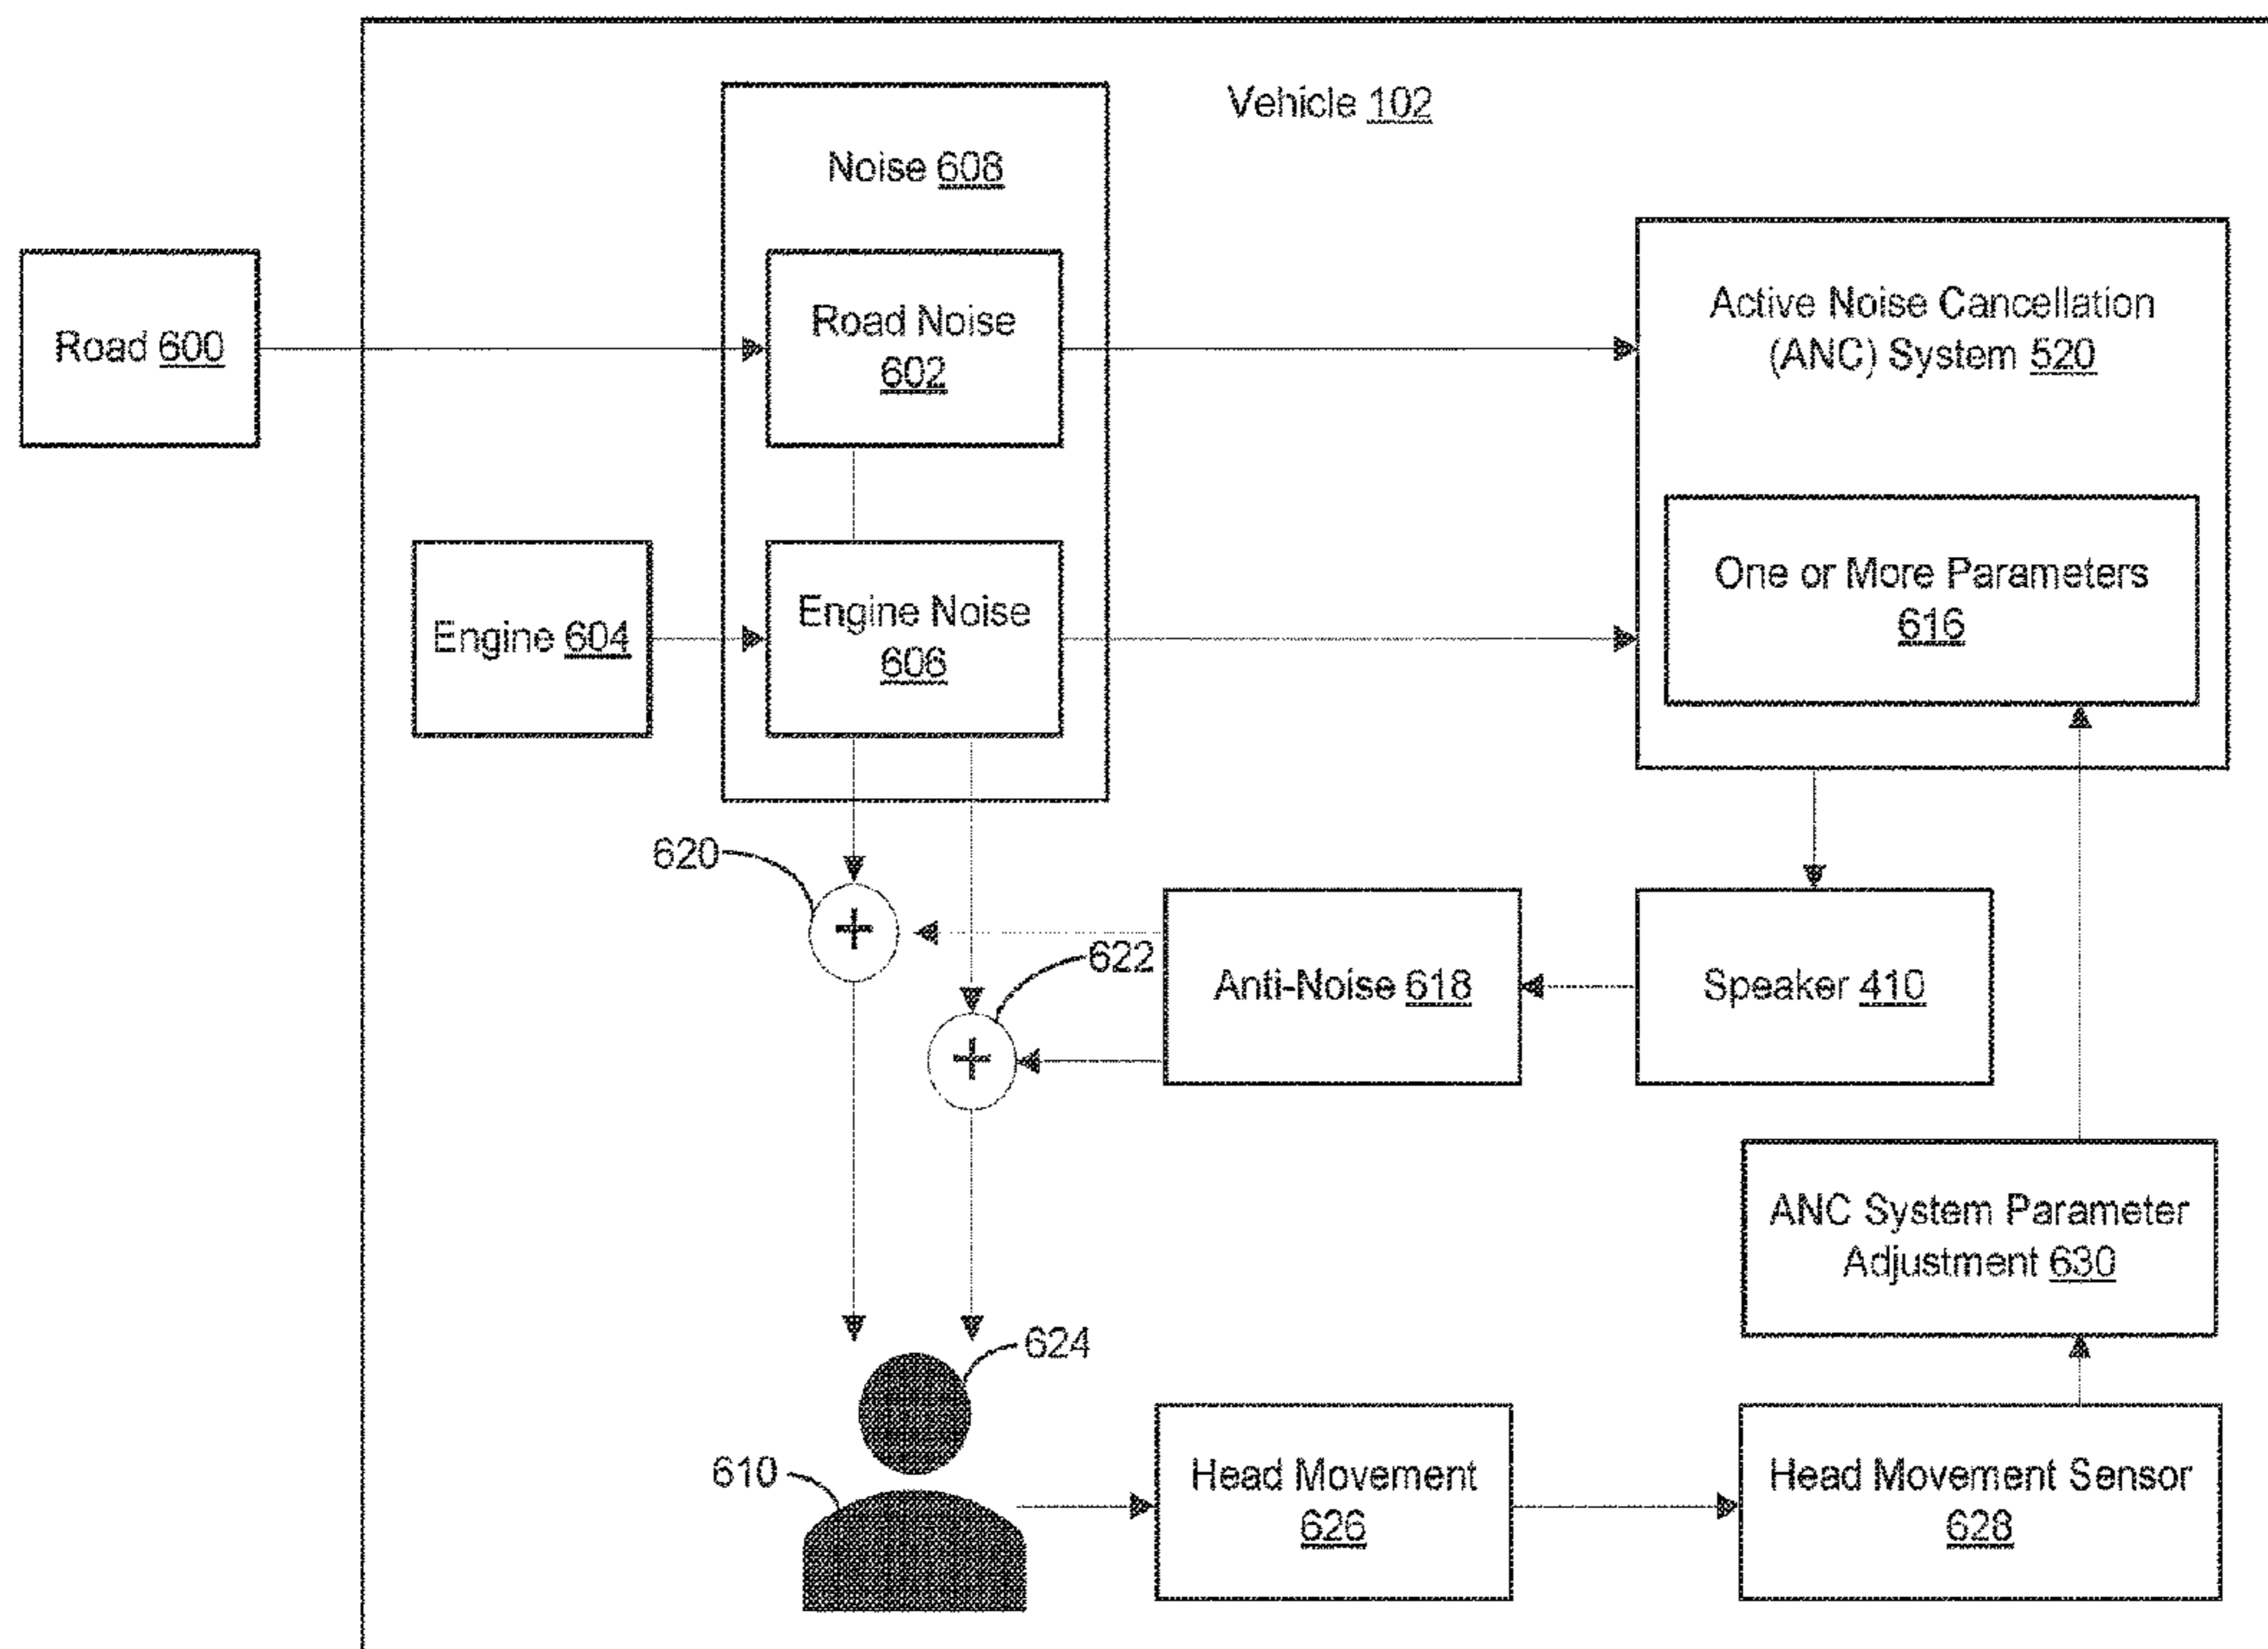 Vehicle 102
Noise 608
Road 600
Road Noise
602
Active Noise Cancellation
(ANC) System 520
Engine 604
Engine Noise
606
One or More Parameters
616
620
622
Anti-Noise 618
Speaker 410
ANC System Parameter
Adjustment 630
624
610
Head Movement
626
Head Movement Sensor
628